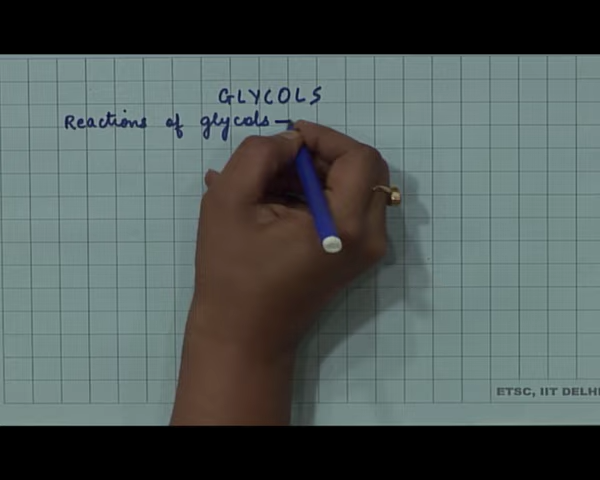 GLYCOLS
Reactions of glycols —
ETSC, IIT DELHI